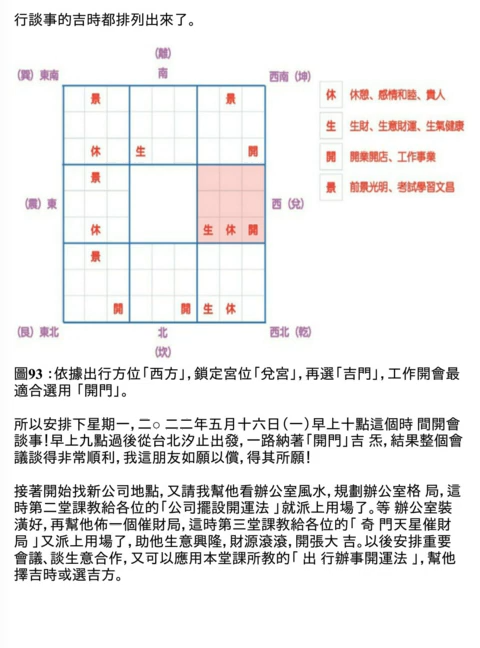 行談事的吉時都排列出來了。
(離)
(巽) 東南
南
西南 (坤)
景
景
休
生
開
景
(震) 東
西 (兌)
休
生 休 開
景
開
開
生 休
(艮) 東北
北
西北 (乾)
(坎)
休 休憩、感情和睦、貴人
生 生財、生意財運、生氣健康
開 開業開店、工作事業
景 前景光明、考試學習文昌
圖93 :依據出行方位「西方」, 鎖定宮位「兌宮」, 再選「吉門」, 工作開會最
適合選用「開門」。
所以安排下星期一, 二○ 二二年五月十六日(一)早上十點這個時 間開會
談事!早上九點過後從台北汐止出發, 一路納著「開門」吉 炁, 結果整個會
議談得非常順利, 我這朋友如願以償, 得其所願!
接著開始找新公司地點, 又請我幫他看辦公室風水, 規劃辦公室格 局, 這
時第二堂課教給各位的「公司擺設開運法 」就派上用場了。等 辦公室裝
潢好, 再幫他佈一個催財局, 這時第三堂課教給各位的「 奇 門天星催財
局 」又派上用場了, 助他生意興隆, 財源滾滾, 開張大 吉。以後安排重要
會議、談生意合作, 又可以應用本堂課所教的「 出 行辦事開運法 」, 幫他
擇吉時或選吉方。